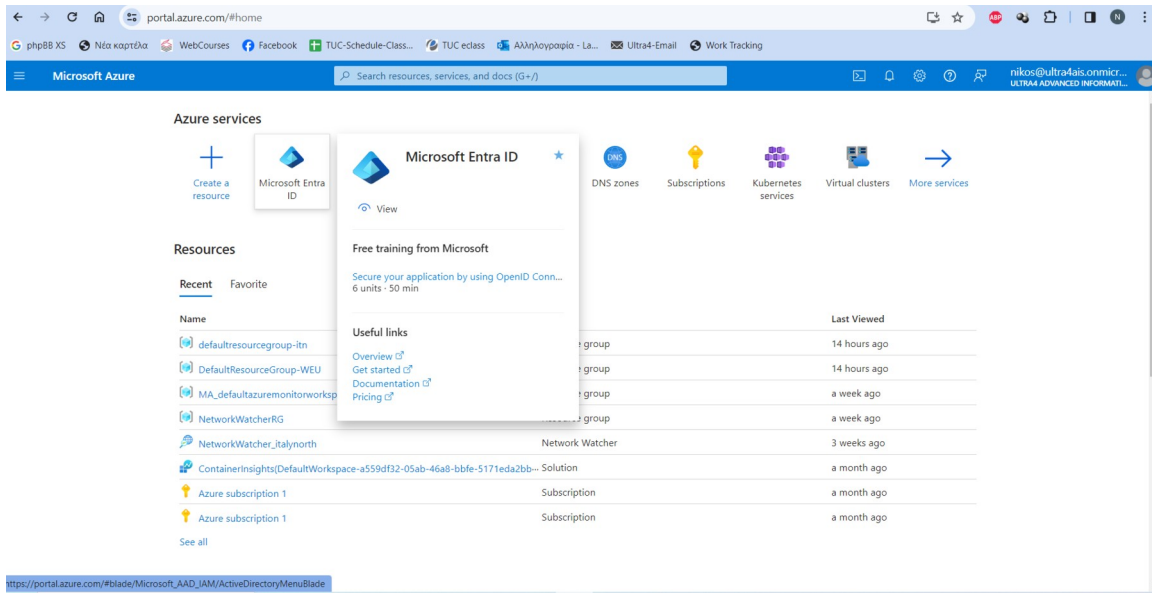 portal.azure.com/#home
ABP
N
phpBB XS
Νέα καρτέλα
WebCourses
Facebook
TUC-Schedule-Class...
TUC eclass
Αλληλογραφία - La...
Ultra4-Email
Work Tracking
Microsoft Azure
Search resources, services, and docs (G+/)
nikos@ultra4ais.onmicr...
ULTRA4 ADVANCED INFORMATI...
Azure services
Create a
resource
Microsoft Entra
ID
Microsoft Entra ID
View
Free training from Microsoft
Secure your application by using OpenID Conn...
6 units · 50 min
Useful links
Overview
Get started
Documentation
Pricing
DNS
DNS zones
Subscriptions
Kubernetes
services
Virtual clusters
More services
Resources
Recent
Favorite
Name
Last Viewed
defaultresourcegroup-itn
group
14 hours ago
DefaultResourceGroup-WEU
group
14 hours ago
MA_defaultazuremonitorworksp
group
a week ago
NetworkWatcherRG
group
a week ago
NetworkWatcher_italynorth
Network Watcher
3 weeks ago
ContainerInsights(DefaultWorkspace-a559df32-05ab-46a8-bbfe-5171eda2bb...
Solution
a month ago
Azure subscription 1
Subscription
a month ago
Azure subscription 1
Subscription
a month ago
See all
https://portal.azure.com/#blade/Microsoft_AAD_IAM/ActiveDirectoryMenuBlade